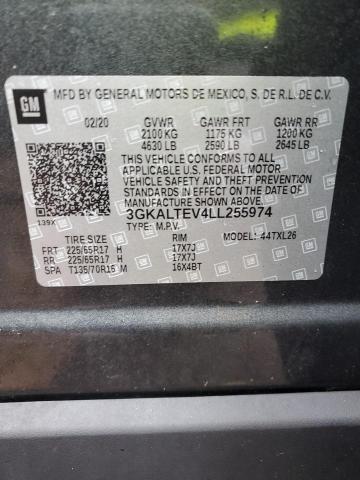 GM MFD BY GENERAL MOTORS DE MEXICO, S. DE R.L. DE C.V.
02/20 GVWR GAWR FRT GAWR RR
2100 KG 1175 KG 1200 KG
4630 LB 2590 LB 2645 LB
THIS VEHICLE CONFORMS TO ALL
APPLICABLE U.S. FEDERAL MOTOR
VEHICLE SAFETY AND THEFT
PREVENTION STANDARDS IN EFFECT
ON THE DATE OF MANUFACTURE
SHOWN ABOVE.
139X 3GKALTEV4LL255974
TYPE: M.P.V. MODEL: 44TXL26
TIRE SIZE SPEED RTG RIM
FRT 225/65R17 H 17X7J
RR 225/65R17 H 17X7J
SPA T135/70R16 M 16X4BT